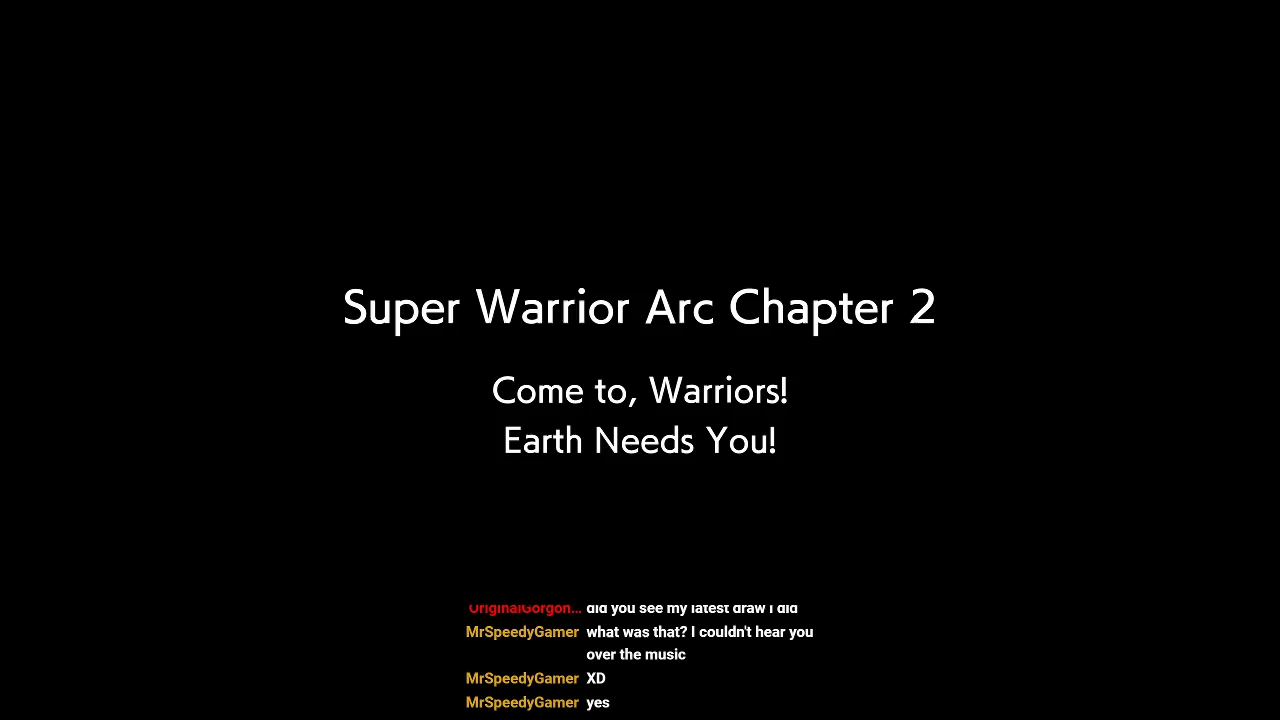 Super Warrior Arc Chapter 2
Come to, Warriors!
Earth Needs You!
OriginalGorgon... did you see my latest draw I did
MrSpeedyGamer what was that? I couldn't hear you
over the music
MrSpeedyGamer XD
MrSpeedyGamer yes